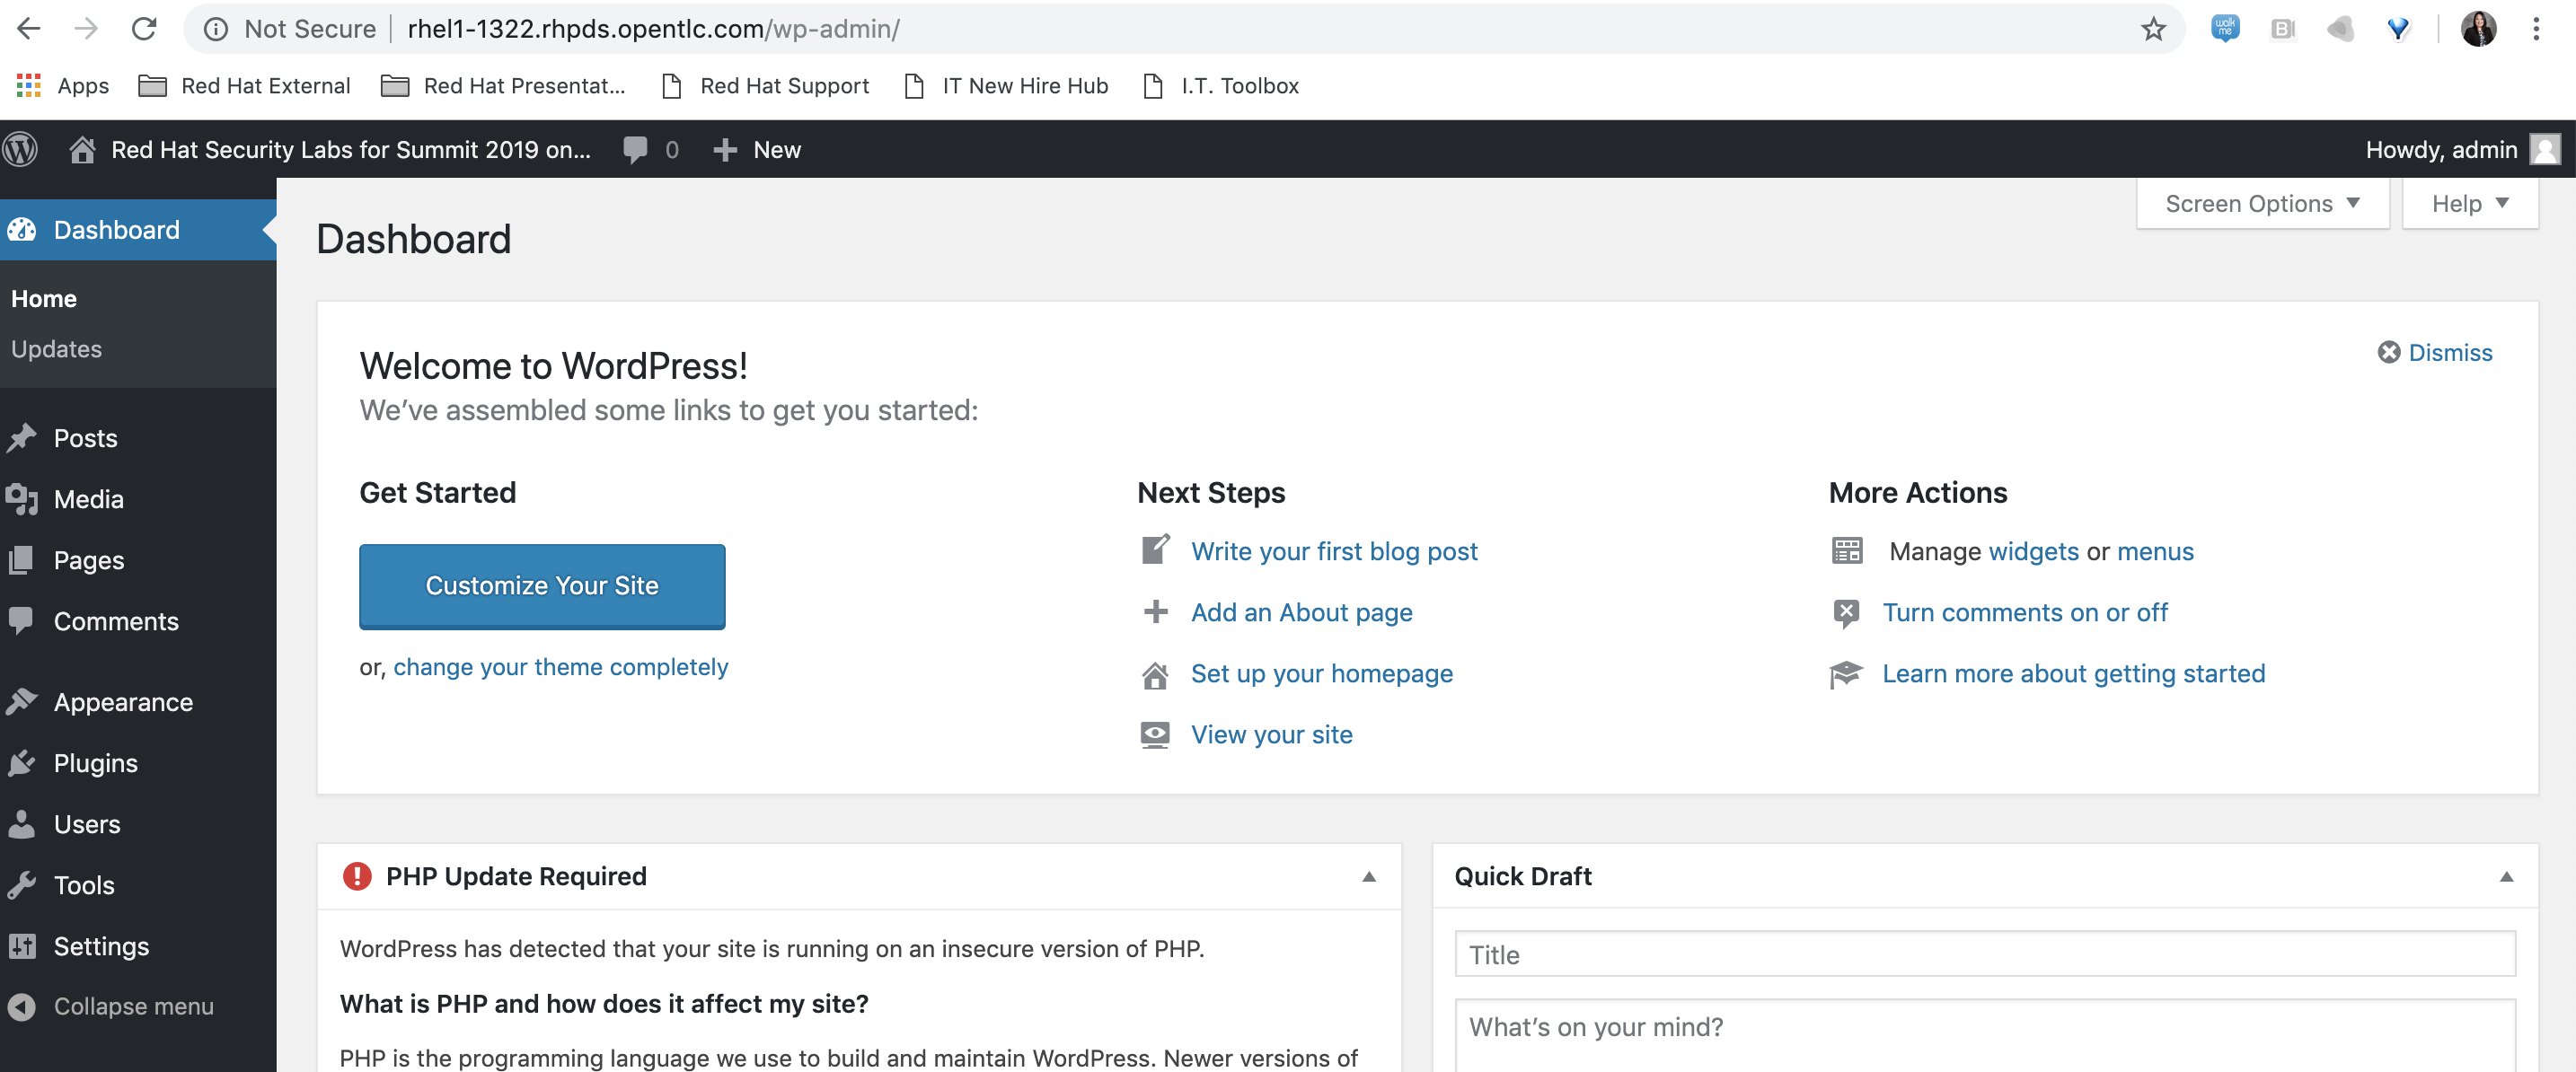 Not Secure | rhel1-1322.rhpds.opentlc.com/wp-admin/
walk me
B
Apps Red Hat External Red Hat Presentat... Red Hat Support IT New Hire Hub I.T. Toolbox
Red Hat Security Labs for Summit 2019 on... 0 New Howdy, admin
Screen Options Help
Dashboard
Home
Updates
Posts
Media
Pages
Comments
Appearance
Plugins
Users
Tools
Settings
Collapse menu
Dashboard
Welcome to WordPress!
Dismiss
We’ve assembled some links to get you started:
Get Started
Customize Your Site
or, change your theme completely
Next Steps
Write your first blog post
Add an About page
Set up your homepage
View your site
More Actions
Manage widgets or menus
Turn comments on or off
Learn more about getting started
PHP Update Required
WordPress has detected that your site is running on an insecure version of PHP.
What is PHP and how does it affect my site?
PHP is the programming language we use to build and maintain WordPress. Newer versions of
Quick Draft
Title
What’s on your mind?